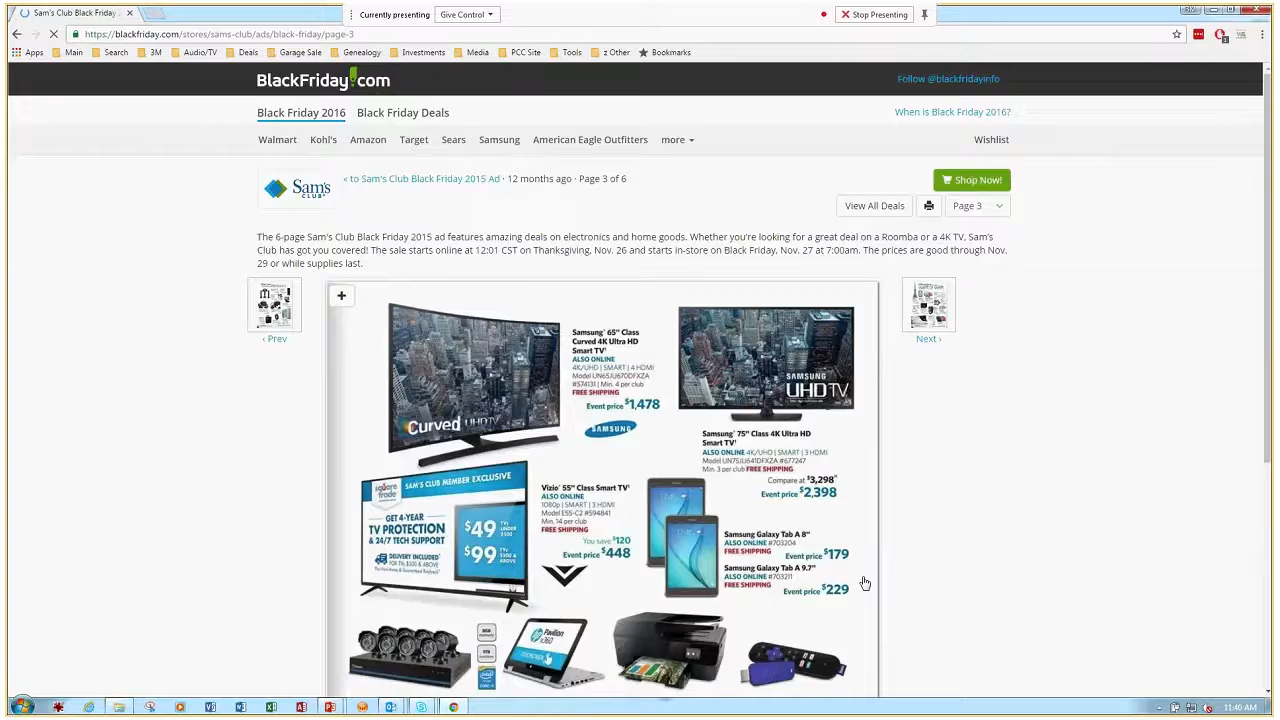 Sam's Club Black Friday
Currently presenting
Give Control
Stop Presenting
https://blackfriday.com/stores/sams-club/ads/black-friday/page-3
Apps Main Search 3M Audio/TV Deals Garage Sale Genealogy Investments Media PCC Site Tools z Other Bookmarks
BlackFriday.com
Follow @blackfridayinfo
Black Friday 2016 Black Friday Deals
When is Black Friday 2016?
Walmart Kohl's Amazon Target Sears Samsung American Eagle Outfitters more
Wishlist
Sam's CLUB
« to Sam's Club Black Friday 2015 Ad · 12 months ago · Page 3 of 6
Shop Now!
View All Deals
Page 3
The 6-page Sam's Club Black Friday 2015 ad features amazing deals on electronics and home goods. Whether you're looking for a great deal on a Roomba or a 4K TV, Sam's
Club has got you covered! The sale starts online at 12:01 CST on Thanksgiving, Nov. 26 and starts in-store on Black Friday, Nov. 27 at 7:00am. The prices are good through Nov.
29 or while supplies last.
‹ Prev
Next ›
+
Curved UHD TV
Samsung® 65" Class
Curved 4K Ultra HD
Smart TV
ALSO ONLINE
4K/UHD | SMART | 4 HDMI
Model UN65JU670DFXZA
#574131 | Min. 4 per club
FREE SHIPPING
Event price $1,478
SAMSUNG
SAMSUNG
UHD TV
Samsung® 75" Class 4K Ultra HD
Smart TV
ALSO ONLINE 4K/UHD | SMART | 3 HDMI
Model UN75JU641DFXZA #677247
Min. 3 per club FREE SHIPPING
Compare at $3,298
Event price $2,398
square trade
SAM'S CLUB MEMBER EXCLUSIVE
GET 4-YEAR
TV PROTECTION
& 24/7 TECH SUPPORT
DELIVERY INCLUDED
$49 TVs UNDER $500
$99 TVs $500 & ABOVE
Vizio® 55" Class Smart TV
ALSO ONLINE
1080p | SMART | 3 HDMI
Model E55-C2 #594841
Min. 14 per club
FREE SHIPPING
You save $120
Event price $448
Samsung Galaxy Tab A 8"
ALSO ONLINE #703204
FREE SHIPPING
Event price $179
Samsung Galaxy Tab A 9.7"
ALSO ONLINE #703211
FREE SHIPPING
Event price $229
Pavilion
x360
11:40 AM